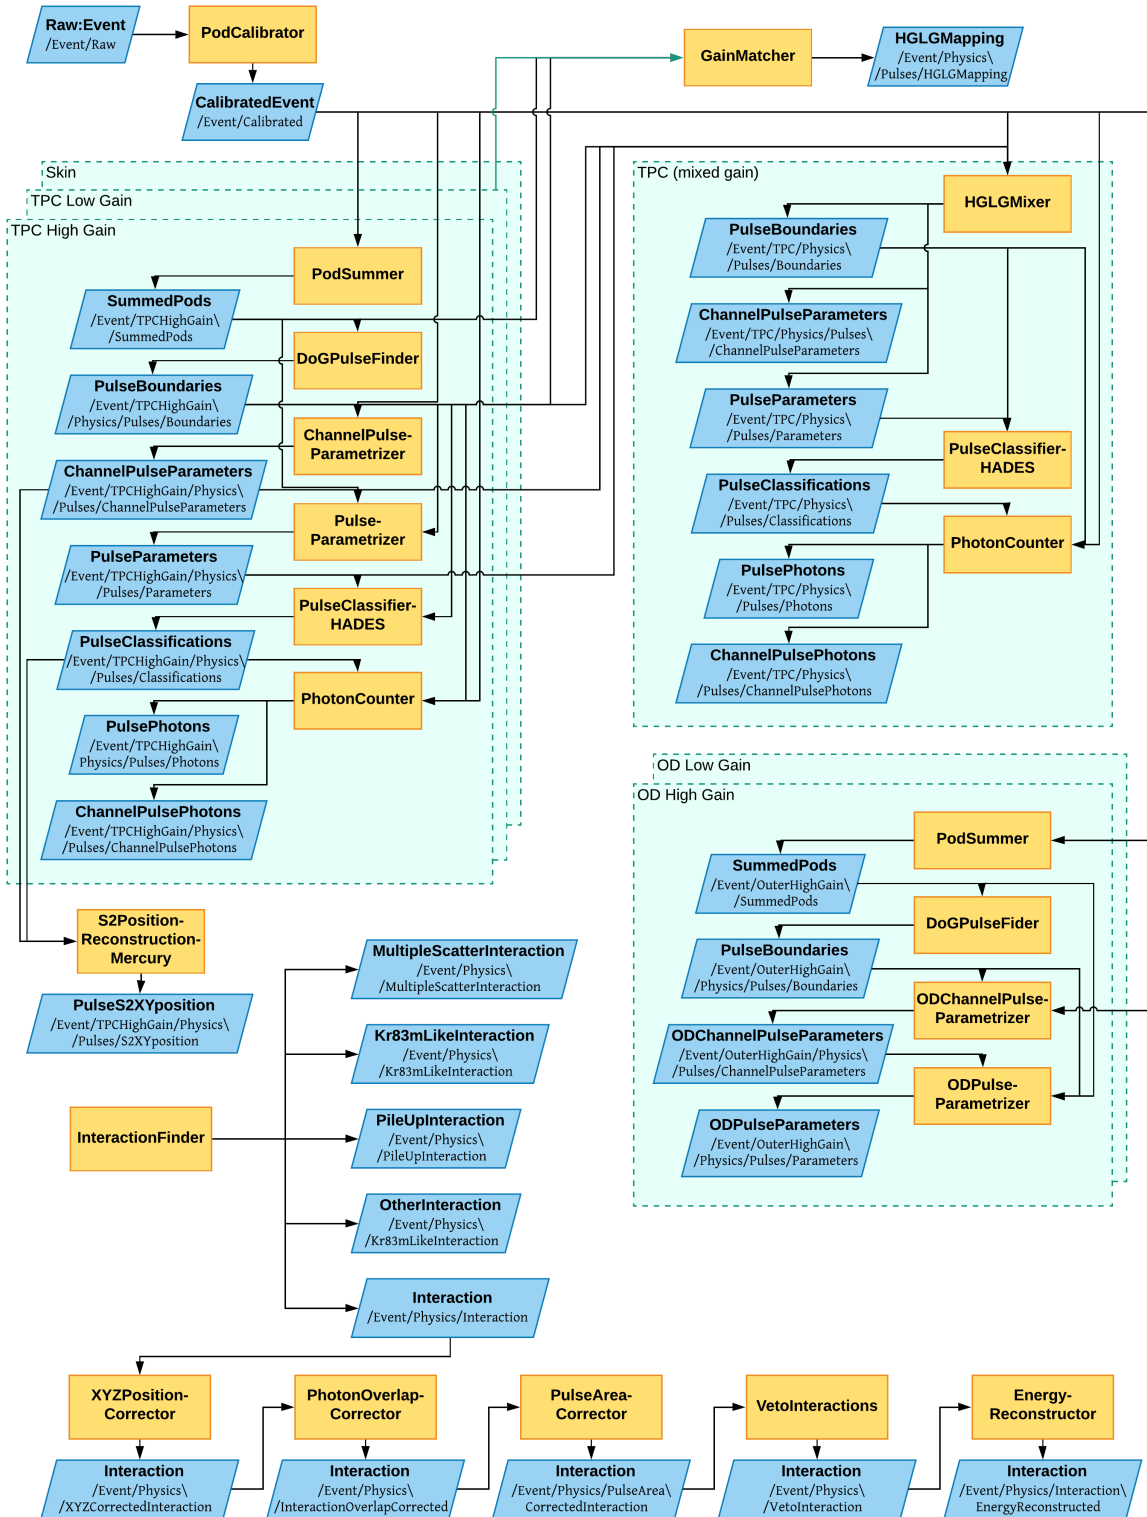 Raw:Event
/Event/Raw
PodCalibrator
CalibratedEvent
/Event/Calibrated
GainMatcher
HGLGMapping
/Event/Physics\
/Pulses/HGLGMapping
Skin
TPC Low Gain
TPC High Gain
PodSummer
SummedPods
/Event/TPCHighGain\
/SummedPods
DoGPulseFinder
PulseBoundaries
/Event/TPCHighGain\
/Physics/Pulses/Boundaries
ChannelPulse-
Parametrizer
ChannelPulseParameters
/Event/TPCHighGain/Physics\
/Pulses/ChannelPulseParameters
Pulse-
Parametrizer
PulseParameters
/Event/TPCHighGain/Physics\
/Pulses/Parameters
PulseClassifier-
HADES
PulseClassifications
/Event/TPCHighGain/Physics\
/Pulses/Classifications
PhotonCounter
PulsePhotons
/Event/TPCHighGain\
Physics/Pulses/Photons
ChannelPulsePhotons
/Event/TPCHighGain/Physics\
/Pulses/ChannelPulsePhotons
TPC (mixed gain)
HGLGMixer
PulseBoundaries
/Event/TPC/Physics\
/Pulses/Boundaries
ChannelPulseParameters
/Event/TPC/Physics/Pulses\
/ChannelPulseParameters
PulseParameters
/Event/TPC/Physics\
/Pulses/Parameters
PulseClassifier-
HADES
PulseClassifications
/Event/TPC/Physics\
/Pulses/Classifications
PhotonCounter
PulsePhotons
/Event/TPC/Physics\
/Pulses/Photons
ChannelPulsePhotons
/Event/TPC/Physics\
/Pulses/ChannelPulsePhotons
OD Low Gain
OD High Gain
PodSummer
SummedPods
/Event/OuterHighGain\
/SummedPods
DoGPulseFider
PulseBoundaries
/Event/OuterHighGain\
/Physics/Pulses/Boundaries
ODChannelPulse-
Parametrizer
ODChannelPulseParameters
/Event/OuterHighGain/Physics\
/Pulses/ChannelPulseParameters
ODPulse-
Parametrizer
ODPulseParameters
/Event/OuterHighGain\
/Physics/Pulses/Parameters
S2Position-
Reconstruction-
Mercury
PulseS2XYposition
/Event/TPCHighGain/Physics\
/Pulses/S2XYposition
InteractionFinder
MultipleScatterInteraction
/Event/Physics\
/MultipleScatterInteraction
Kr83mLikeInteraction
/Event/Physics\
/Kr83mLikeInteraction
PileUpInteraction
/Event/Physics\
/PileUpInteraction
OtherInteraction
/Event/Physics\
/Kr83mLikeInteraction
Interaction
/Event/Physics/Interaction
XYZPosition-
Corrector
PhotonOverlap-
Corrector
PulseArea-
Corrector
VetoInteractions
Energy-
Reconstructor
Interaction
/Event/Physics\
/XYZCorrectedInteraction
Interaction
/Event/Physics\
/InteractionOverlapCorrected
Interaction
/Event/Physics/PulseArea\
CorrectedInteraction
Interaction
/Event/Physics\
/VetoInteraction
Interaction
/Event/Physics/Interaction\
EnergyReconstructed